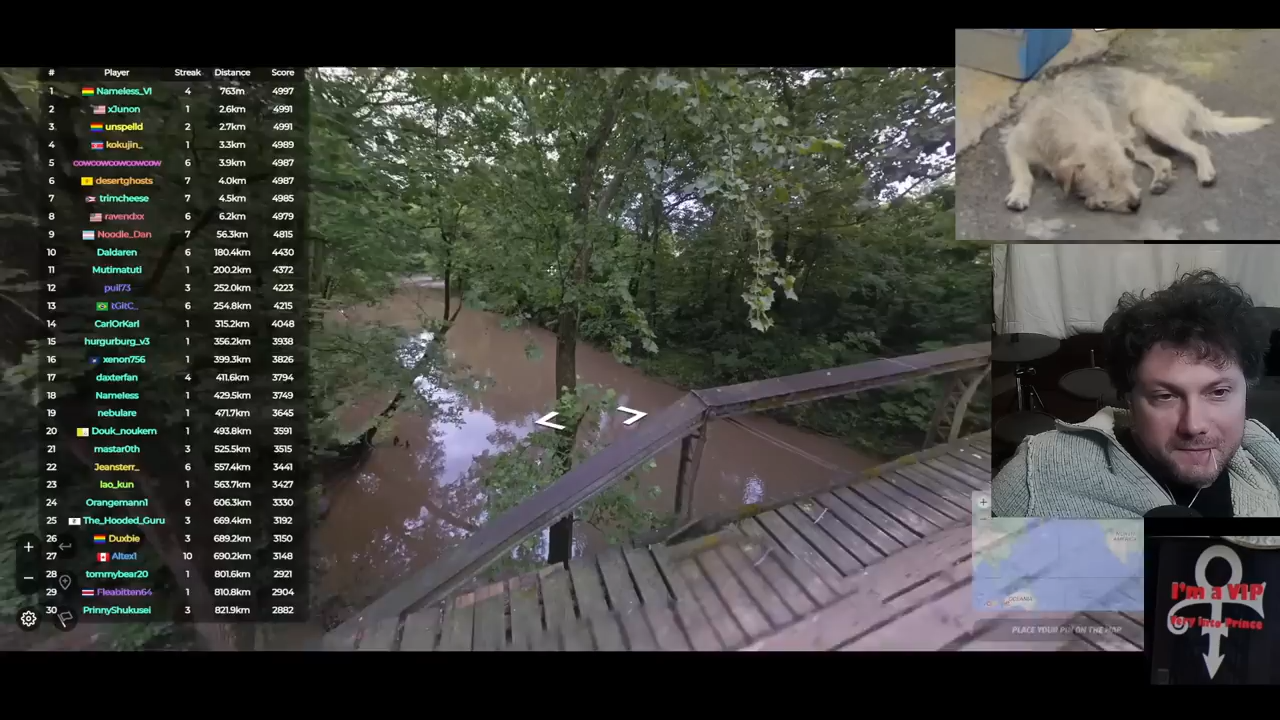 # Player Streak Distance Score
1 Nameless_VI 4 763m 4997
2 xJunon 1 2.6km 4991
3 unspelld 2 2.7km 4991
4 kokujin_ 1 3.3km 4989
5 cowcowcowcowcow 6 3.9km 4987
6 desertghosts 7 4.0km 4987
7 trimcheese 7 4.5km 4985
8 ravendxx 6 6.2km 4979
9 Noodle_Dan 7 56.3km 4815
10 Daldaren 6 180.4km 4430
11 Mutimatuti 1 200.2km 4372
12 puil73 3 252.0km 4223
13 tGitC_ 6 254.8km 4215
14 CarlOrKarl 1 315.2km 4048
15 hurgurburg_v3 1 356.2km 3938
16 xenon756 1 399.3km 3826
17 daxterfan 4 411.6km 3794
18 Nameless 1 429.5km 3749
19 nebulare 1 471.7km 3645
20 Douk_noukem 1 493.8km 3591
21 mastar0th 3 525.5km 3515
22 Jeansterr_ 6 557.4km 3441
23 lao_kun 1 563.7km 3427
24 Orangemann1 6 606.3km 3330
25 The_Hooded_Guru 3 669.4km 3192
26 Duxbie 3 689.2km 3150
27 Altex1 10 690.2km 3148
28 tommybear20 1 801.6km 2921
29 Fleabitten64 1 810.8km 2904
30 PrinnyShukusei 3 821.9km 2882
OCEANIA
PLACE YOUR PIN ON THE MAP
I'm a VIP
Very into Prince